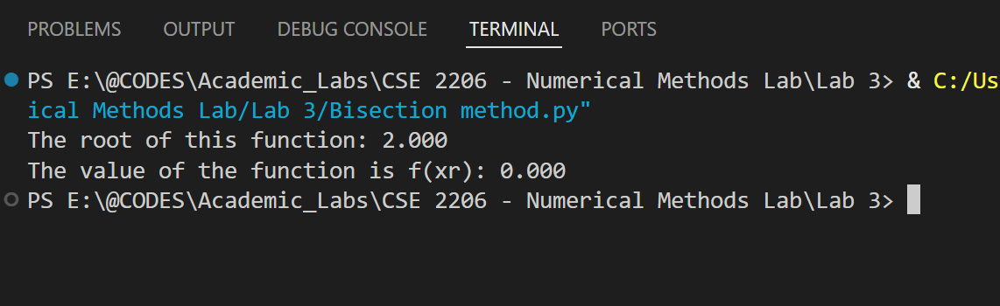 PROBLEMS OUTPUT DEBUG CONSOLE TERMINAL PORTS
PS E:\@CODES\Academic_Labs\CSE 2206 - Numerical Methods Lab\Lab 3> & C:/Us
ical Methods Lab/Lab 3/Bisection method.py"
The root of this function: 2.000
The value of the function is f(xr): 0.000
PS E:\@CODES\Academic_Labs\CSE 2206 - Numerical Methods Lab\Lab 3>